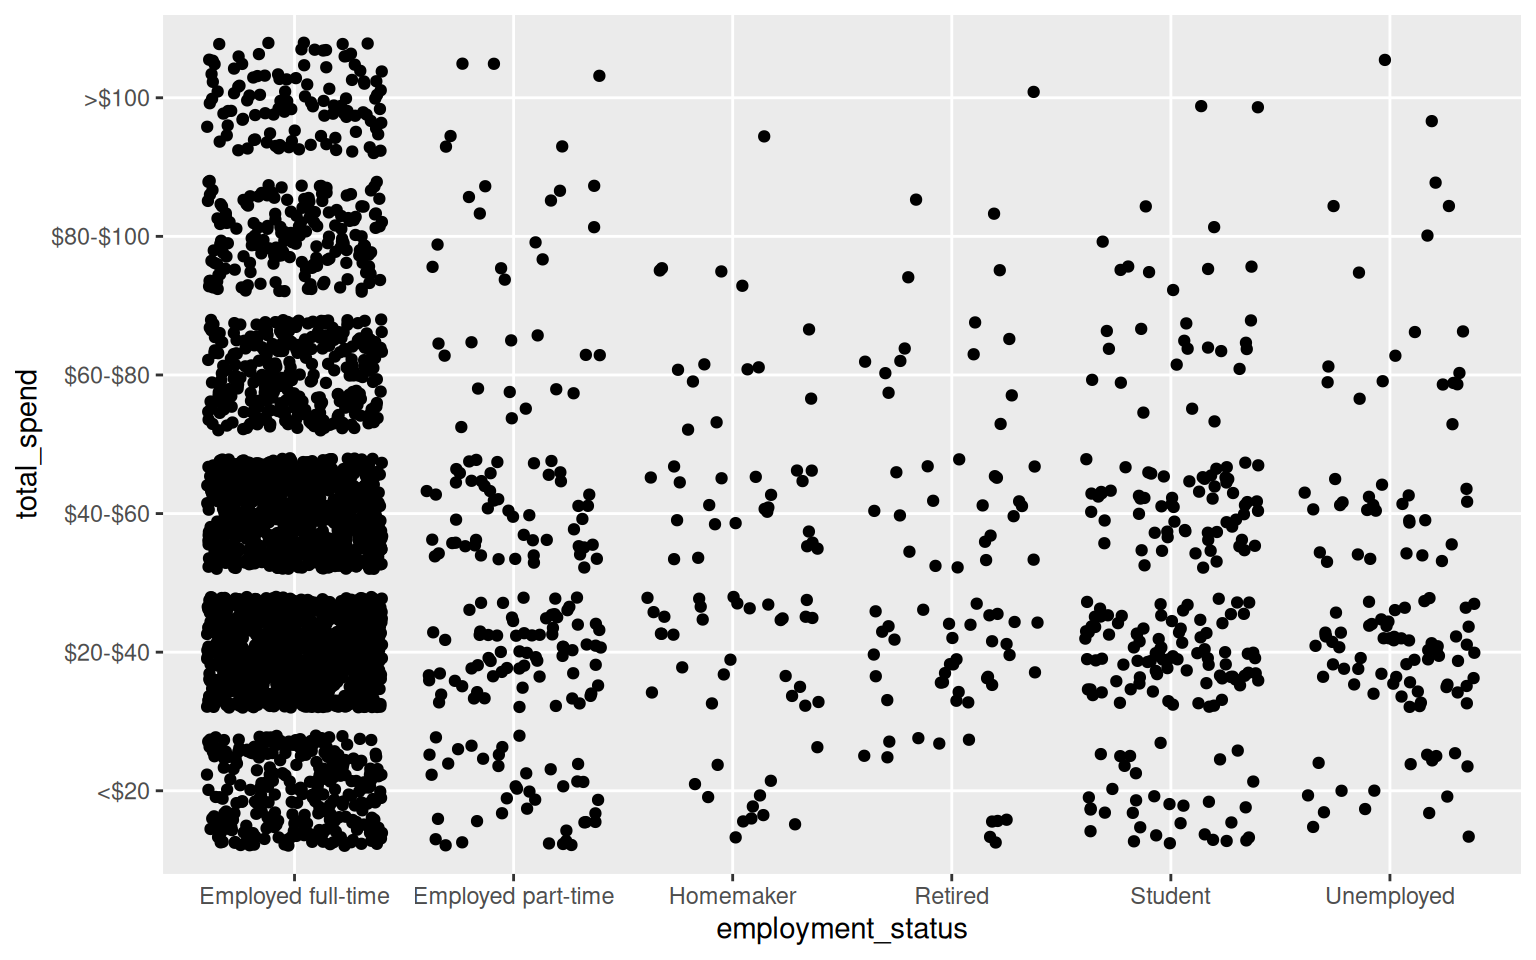 total_spend
>$100
$80-$100
$60-$80
$40-$60
$20-$40
<$20
Employed full-time
Employed part-time
Homemaker
Retired
Student
Unemployed
employment_status